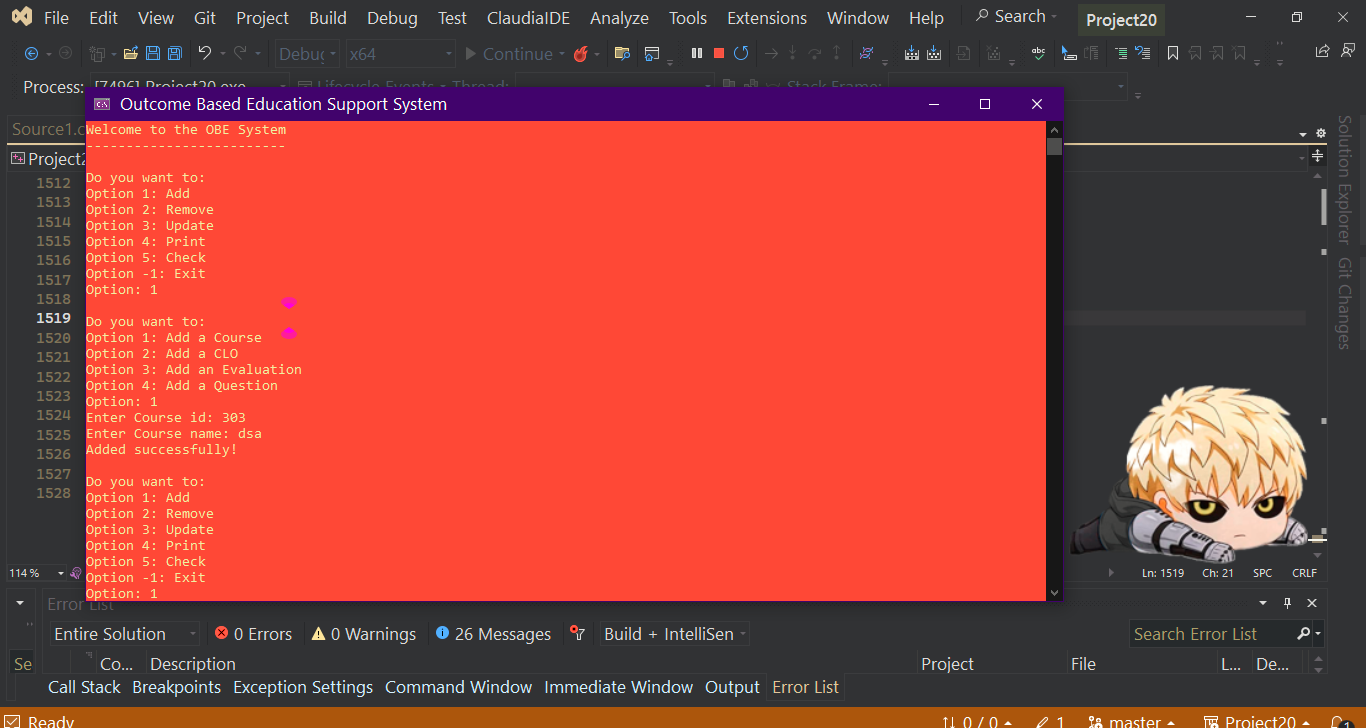 File Edit View Git Project Build Debug Test ClaudiaIDE Analyze Tools Extensions Window Help Search Project20
Debug x64 Continue
Process: [7496] Project20.exe Lifecycle Events Thread: Stack Frame:
Outcome Based Education Support System
Source1.c
Project2
1512
1513
1514
1515
1516
1517
1518
1519
1520
1521
1522
1523
1524
1525
1526
1527
1528
Welcome to the OBE System
-------------------------
Do you want to:
Option 1: Add
Option 2: Remove
Option 3: Update
Option 4: Print
Option 5: Check
Option -1: Exit
Option: 1
Do you want to:
Option 1: Add a Course
Option 2: Add a CLO
Option 3: Add an Evaluation
Option 4: Add a Question
Option: 1
Enter Course id: 303
Enter Course name: dsa
Added successfully!
Do you want to:
Option 1: Add
Option 2: Remove
Option 3: Update
Option 4: Print
Option 5: Check
Option -1: Exit
Option: 1
Solution Explorer
Git Changes
114 % Ln: 1519 Ch: 21 SPC CRLF
Error List
Entire Solution 0 Errors 0 Warnings 26 Messages Build + IntelliSen Search Error List
Se Co... Description Project File L... De...
Call Stack Breakpoints Exception Settings Command Window Immediate Window Output Error List
Ready 0 / 0 1 master Project20 1